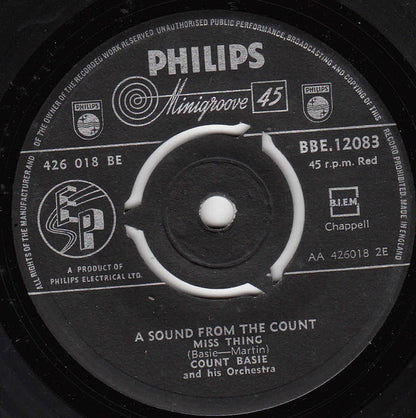 ALL RIGHTS OF THE MANUFACTURER AND OF THE OWNER OF THE RECORDED WORK RESERVED UNAUTHORISED PUBLIC PERFORMANCE, BROADCASTING AND COPYING OF THIS RECORD PROHIBITED. MADE IN ENGLAND
PHILIPS
Minigroove 45
PHILIPS
PHILIPS
426 018 BE
BBE.12083
45 r.p.m. Red
EP
B.I.E.M.
Chappell
A PRODUCT OF
PHILIPS ELECTRICAL LTD.
AA 426018 2E
A SOUND FROM THE COUNT
MISS THING
(Basie—Martin)
COUNT BASIE
and his Orchestra